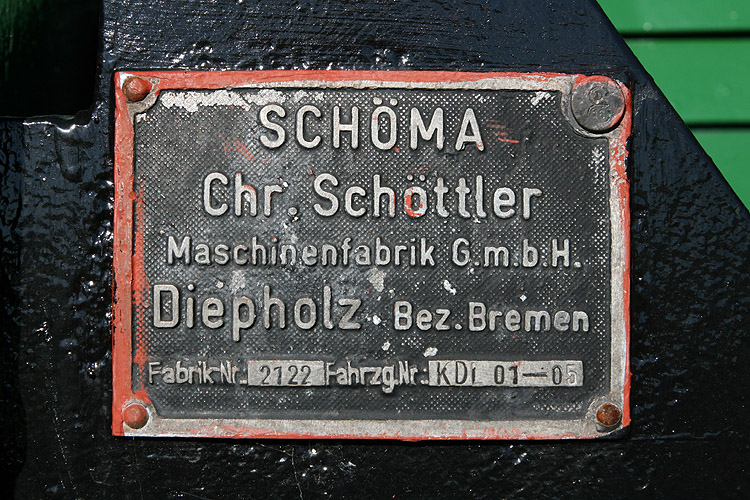 SCHÖMA
Chr. Schöttler
Maschinenfabrik G.m.b.H.
Diepholz Bez. Bremen
Fabrik-Nr. 2122 Fahrzg.Nr. KDL 01—05